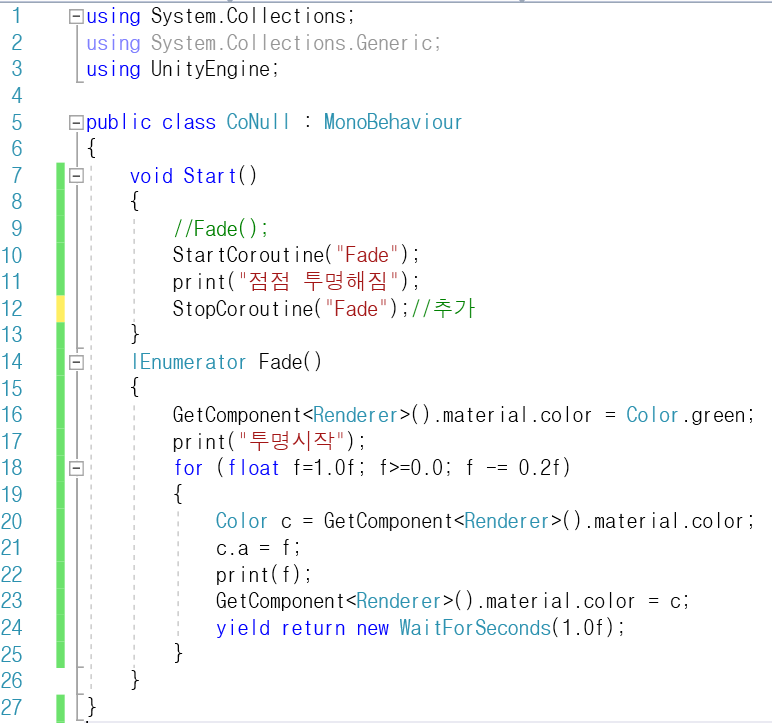 1 using System.Collections;
2 using System.Collections.Generic;
3 using UnityEngine;
4
5 public class CoNull : MonoBehaviour
6 {
7 void Start()
8 {
9 //Fade();
10 StartCoroutine("Fade");
11 print("점점 투명해짐");
12 StopCoroutine("Fade");//추가
13 }
14 IEnumerator Fade()
15 {
16 GetComponent<Renderer>().material.color = Color.green;
17 print("투명시작");
18 for (float f=1.0f; f>=0.0; f -= 0.2f)
19 {
20 Color c = GetComponent<Renderer>().material.color;
21 c.a = f;
22 print(f);
23 GetComponent<Renderer>().material.color = c;
24 yield return new WaitForSeconds(1.0f);
25 }
26 }
27 }